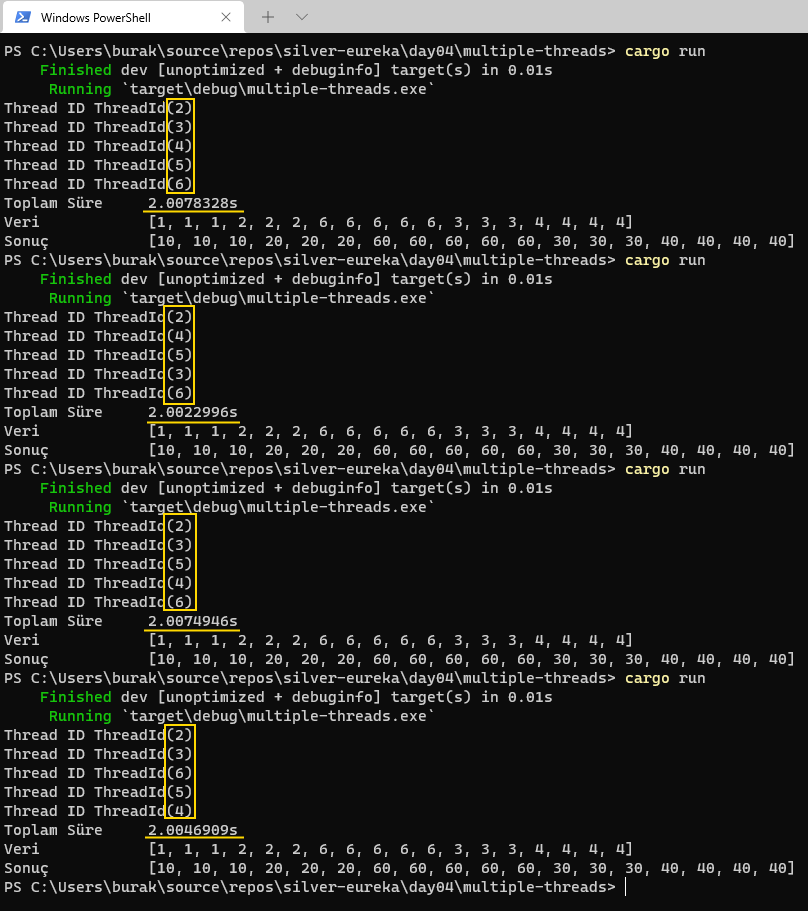 Windows PowerShell
PS C:\Users\burak\source\repos\silver-eureka\day04\multiple-threads> cargo run
    Finished dev [unoptimized + debuginfo] target(s) in 0.01s
     Running `target\debug\multiple-threads.exe`
Thread ID ThreadId(2)
Thread ID ThreadId(3)
Thread ID ThreadId(4)
Thread ID ThreadId(5)
Thread ID ThreadId(6)
Toplam Süre     2.0078328s
Veri            [1, 1, 1, 2, 2, 2, 6, 6, 6, 6, 6, 3, 3, 3, 4, 4, 4, 4]
Sonuç           [10, 10, 10, 20, 20, 20, 60, 60, 60, 60, 60, 30, 30, 30, 40, 40, 40, 40]
PS C:\Users\burak\source\repos\silver-eureka\day04\multiple-threads> cargo run
    Finished dev [unoptimized + debuginfo] target(s) in 0.01s
     Running `target\debug\multiple-threads.exe`
Thread ID ThreadId(2)
Thread ID ThreadId(4)
Thread ID ThreadId(5)
Thread ID ThreadId(3)
Thread ID ThreadId(6)
Toplam Süre     2.0022996s
Veri            [1, 1, 1, 2, 2, 2, 6, 6, 6, 6, 6, 3, 3, 3, 4, 4, 4, 4]
Sonuç           [10, 10, 10, 20, 20, 20, 60, 60, 60, 60, 60, 30, 30, 30, 40, 40, 40, 40]
PS C:\Users\burak\source\repos\silver-eureka\day04\multiple-threads> cargo run
    Finished dev [unoptimized + debuginfo] target(s) in 0.01s
     Running `target\debug\multiple-threads.exe`
Thread ID ThreadId(2)
Thread ID ThreadId(3)
Thread ID ThreadId(5)
Thread ID ThreadId(4)
Thread ID ThreadId(6)
Toplam Süre     2.0074946s
Veri            [1, 1, 1, 2, 2, 2, 6, 6, 6, 6, 6, 3, 3, 3, 4, 4, 4, 4]
Sonuç           [10, 10, 10, 20, 20, 20, 60, 60, 60, 60, 60, 30, 30, 30, 40, 40, 40, 40]
PS C:\Users\burak\source\repos\silver-eureka\day04\multiple-threads> cargo run
    Finished dev [unoptimized + debuginfo] target(s) in 0.01s
     Running `target\debug\multiple-threads.exe`
Thread ID ThreadId(2)
Thread ID ThreadId(3)
Thread ID ThreadId(6)
Thread ID ThreadId(5)
Thread ID ThreadId(4)
Toplam Süre     2.0046909s
Veri            [1, 1, 1, 2, 2, 2, 6, 6, 6, 6, 6, 3, 3, 3, 4, 4, 4, 4]
Sonuç           [10, 10, 10, 20, 20, 20, 60, 60, 60, 60, 60, 30, 30, 30, 40, 40, 40, 40]
PS C:\Users\burak\source\repos\silver-eureka\day04\multiple-threads>